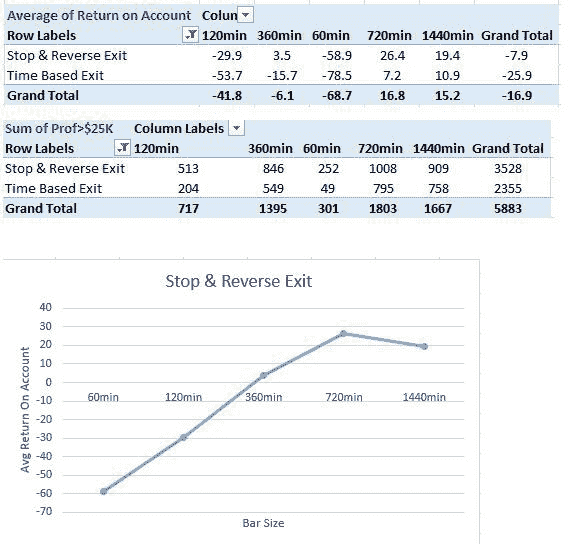 Average of Return on Account Colun
Row Labels 120min 360min 60min 720min 1440min Grand Total
Stop & Reverse Exit -29.9 3.5 -58.9 26.4 19.4 -7.9
Time Based Exit -53.7 -15.7 -78.5 7.2 10.9 -25.9
Grand Total -41.8 -6.1 -68.7 16.8 15.2 -16.9
Sum of Prof>$25K Column Labels
Row Labels 120min 360min 60min 720min 1440min Grand Total
Stop & Reverse Exit 513 846 252 1008 909 3528
Time Based Exit 204 549 49 795 758 2355
Grand Total 717 1395 301 1803 1667 5883
Stop & Reverse Exit
40
30
20
10
0
-10
-20
-30
-40
-50
-60
-70
Avg Return On Account
60min 120min 360min 720min 1440min
Bar Size